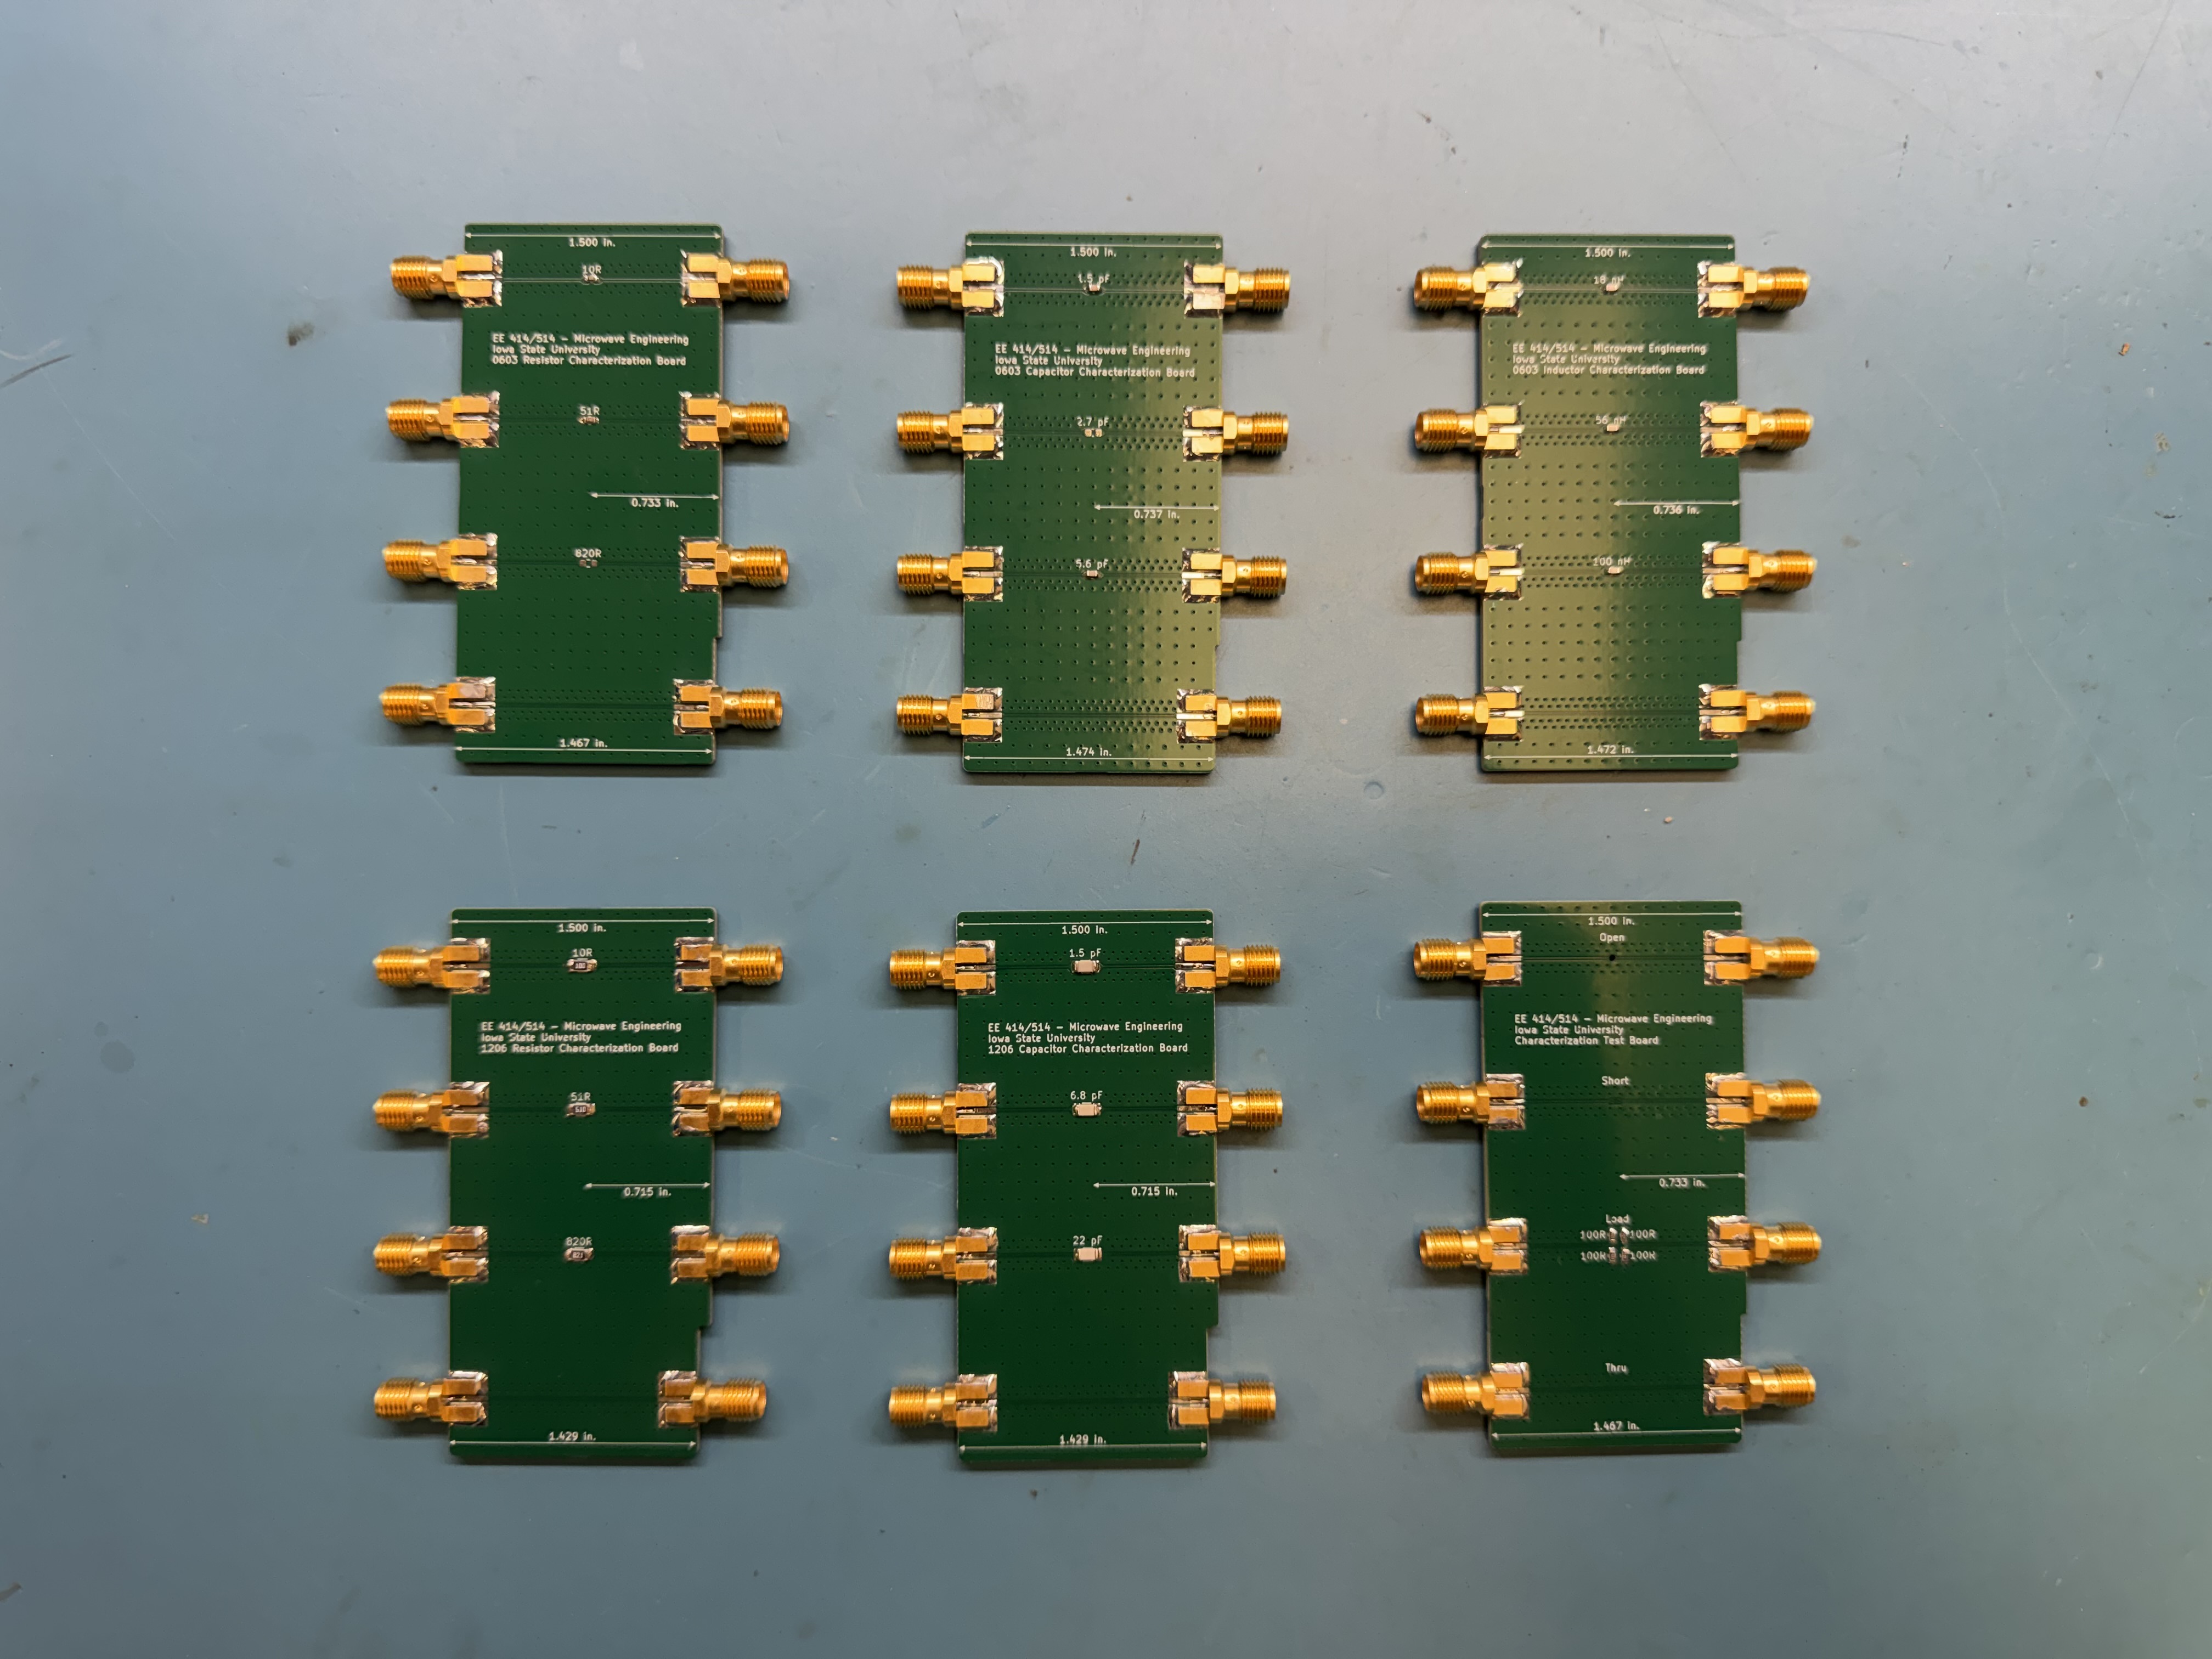 1.500 in.
10R
EE 414/514 – Microwave Engineering
Iowa State University
0603 Resistor Characterization Board
51R
0.733 in.
820R
1.467 in.
1.500 in.
1.5 pF
EE 414/514 – Microwave Engineering
Iowa State University
0603 Capacitor Characterization Board
2.7 pF
0.737 in.
5.6 pF
1.474 in.
1.500 in.
18 nH
EE 414/514 – Microwave Engineering
Iowa State University
0603 Inductor Characterization Board
56 nH
0.736 in.
100 nH
1.472 in.
1.500 in.
10R
EE 414/514 – Microwave Engineering
Iowa State University
1206 Resistor Characterization Board
51R
0.715 in.
820R
821
1.429 in.
1.500 in.
1.5 pF
EE 414/514 – Microwave Engineering
Iowa State University
1206 Capacitor Characterization Board
6.8 pF
0.715 in.
22 pF
1.429 in.
1.500 in.
Open
EE 414/514 – Microwave Engineering
Iowa State University
Characterization Test Board
Short
0.733 in.
Load
100R 100R
100R 100R
Thru
1.467 in.